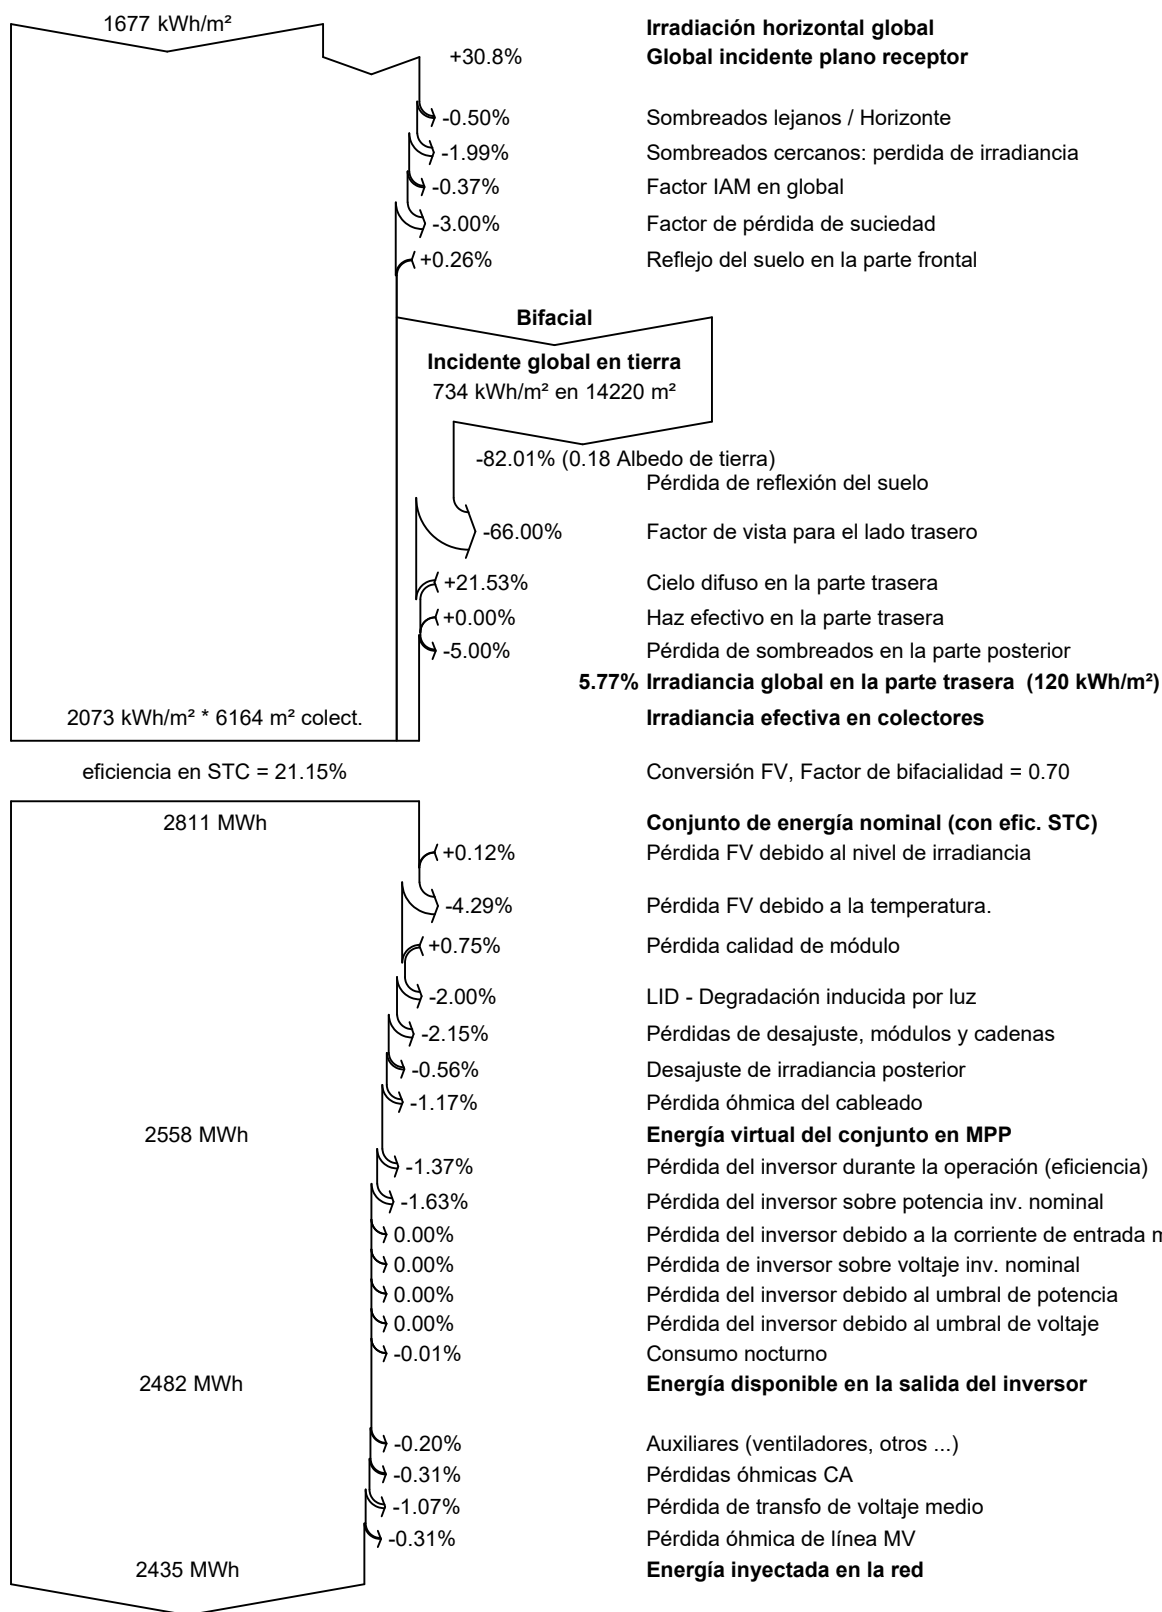 1677 kWh/m² Irradiación horizontal global
+30.8% Global incidente plano receptor
-0.50% Sombreados lejanos / Horizonte
-1.99% Sombreados cercanos: perdida de irradiancia
-0.37% Factor IAM en global
-3.00% Factor de pérdida de suciedad
+0.26% Reflejo del suelo en la parte frontal
Bifacial
Incidente global en tierra
734 kWh/m² en 14220 m²
-82.01% (0.18 Albedo de tierra)
Pérdida de reflexión del suelo
-66.00% Factor de vista para el lado trasero
+21.53% Cielo difuso en la parte trasera
+0.00% Haz efectivo en la parte trasera
-5.00% Pérdida de sombreados en la parte posterior
5.77% Irradiancia global en la parte trasera (120 kWh/m²)
2073 kWh/m² * 6164 m² colect. Irradiancia efectiva en colectores
eficiencia en STC = 21.15% Conversión FV, Factor de bifacialidad = 0.70
2811 MWh Conjunto de energía nominal (con efic. STC)
+0.12% Pérdida FV debido al nivel de irradiancia
-4.29% Pérdida FV debido a la temperatura.
+0.75% Pérdida calidad de módulo
-2.00% LID - Degradación inducida por luz
-2.15% Pérdidas de desajuste, módulos y cadenas
-0.56% Desajuste de irradiancia posterior
-1.17% Pérdida óhmica del cableado
2558 MWh Energía virtual del conjunto en MPP
-1.37% Pérdida del inversor durante la operación (eficiencia)
-1.63% Pérdida del inversor sobre potencia inv. nominal
0.00% Pérdida del inversor debido a la corriente de entrada
0.00% Pérdida de inversor sobre voltaje inv. nominal
0.00% Pérdida del inversor debido al umbral de potencia
0.00% Pérdida del inversor debido al umbral de voltaje
-0.01% Consumo nocturno
2482 MWh Energía disponible en la salida del inversor
-0.20% Auxiliares (ventiladores, otros ...)
-0.31% Pérdidas óhmicas CA
-1.07% Pérdida de transfo de voltaje medio
-0.31% Pérdida óhmica de línea MV
2435 MWh Energía inyectada en la red